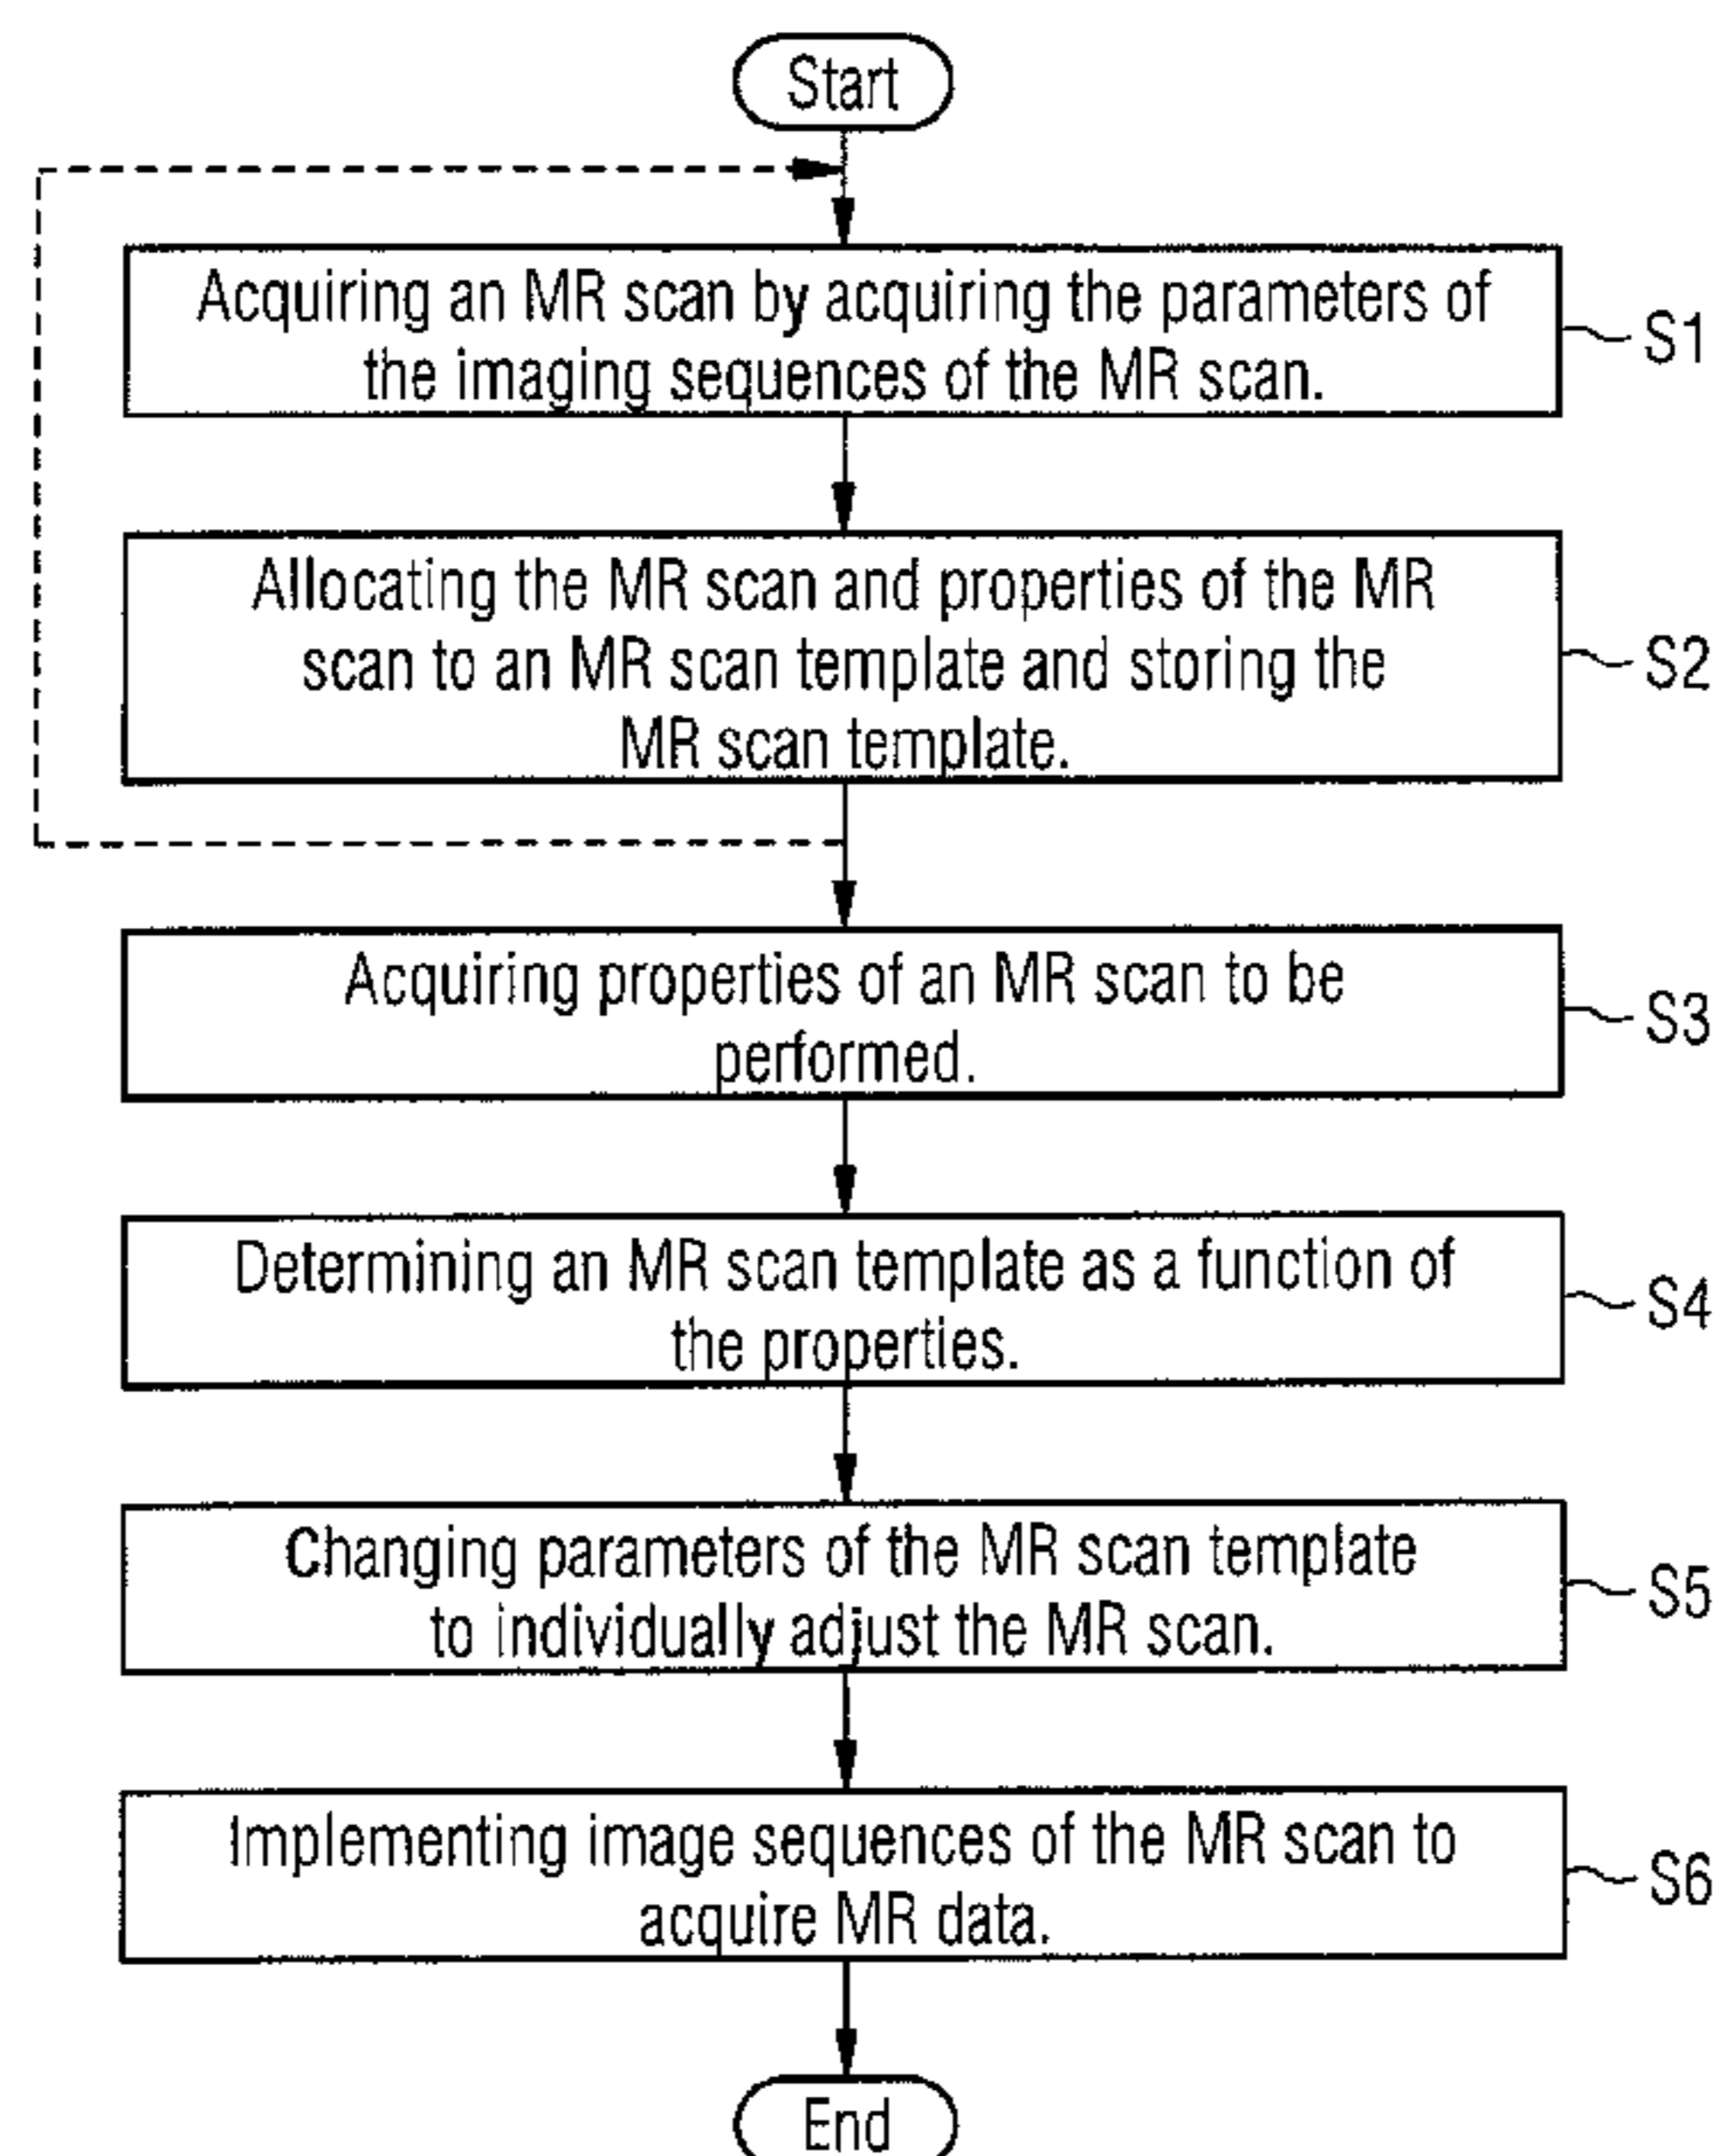 Start
Acquiring an MR scan by acquiring the parameters of
the imaging sequences of the MR scan.
S1
Allocating the MR scan and properties of the MR
scan to an MR scan template and storing the
MR scan template.
S2
Acquiring properties of an MR scan to be
performed.
S3
Determining an MR scan template as a function of
the properties.
S4
Changing parameters of the MR scan template
to individually adjust the MR scan.
S5
Implementing image sequences of the MR scan to
acquire MR data.
S6
End